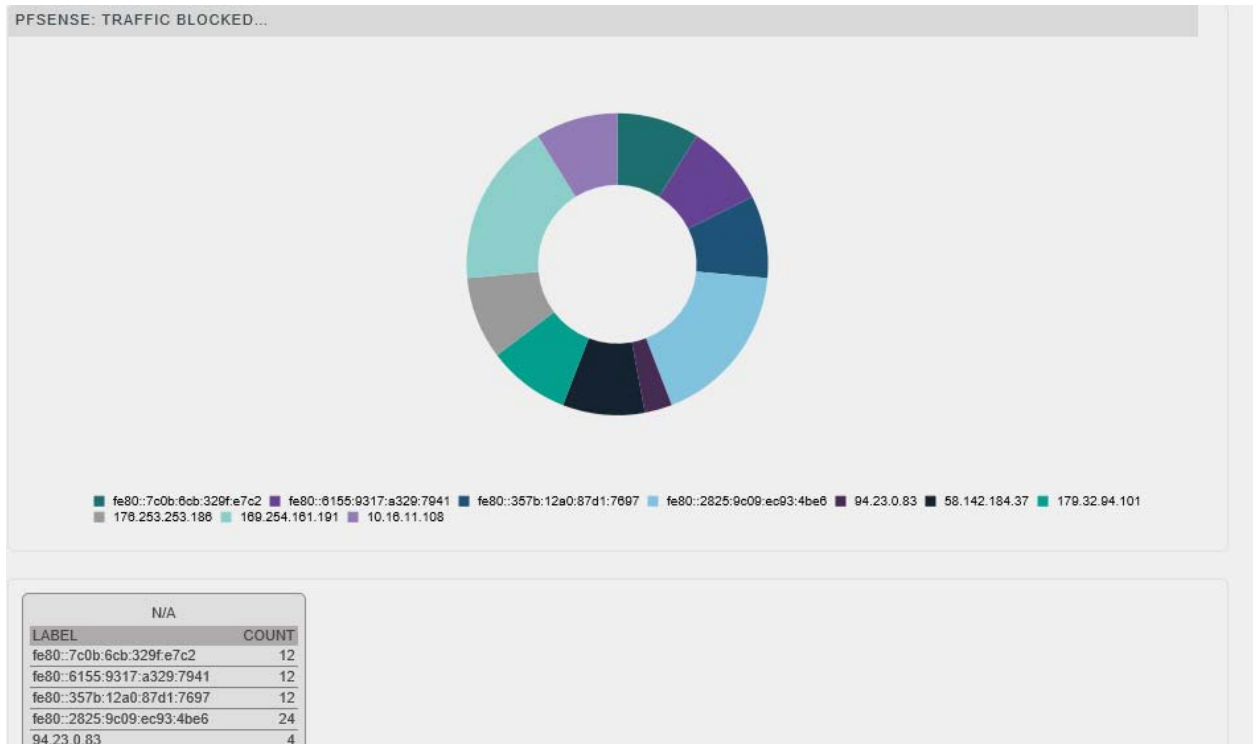 PFSENSE: TRAFFIC BLOCKED...
fe80::7c0b:6cb:329f:e7c2 fe80::6155:9317:a329:7941 fe80::357b:12a0:87d1:7697 fe80::2825:9c09:ec93:4be6 94.23.0.83 58.142.184.37 179.32.94.101
176.253.253.186 169.254.161.191 10.16.11.108
N/A
LABEL COUNT
fe80::7c0b:6cb:329f:e7c2 12
fe80::6155:9317:a329:7941 12
fe80::357b:12a0:87d1:7697 12
fe80::2825:9c09:ec93:4be6 24
94.23.0.83 4